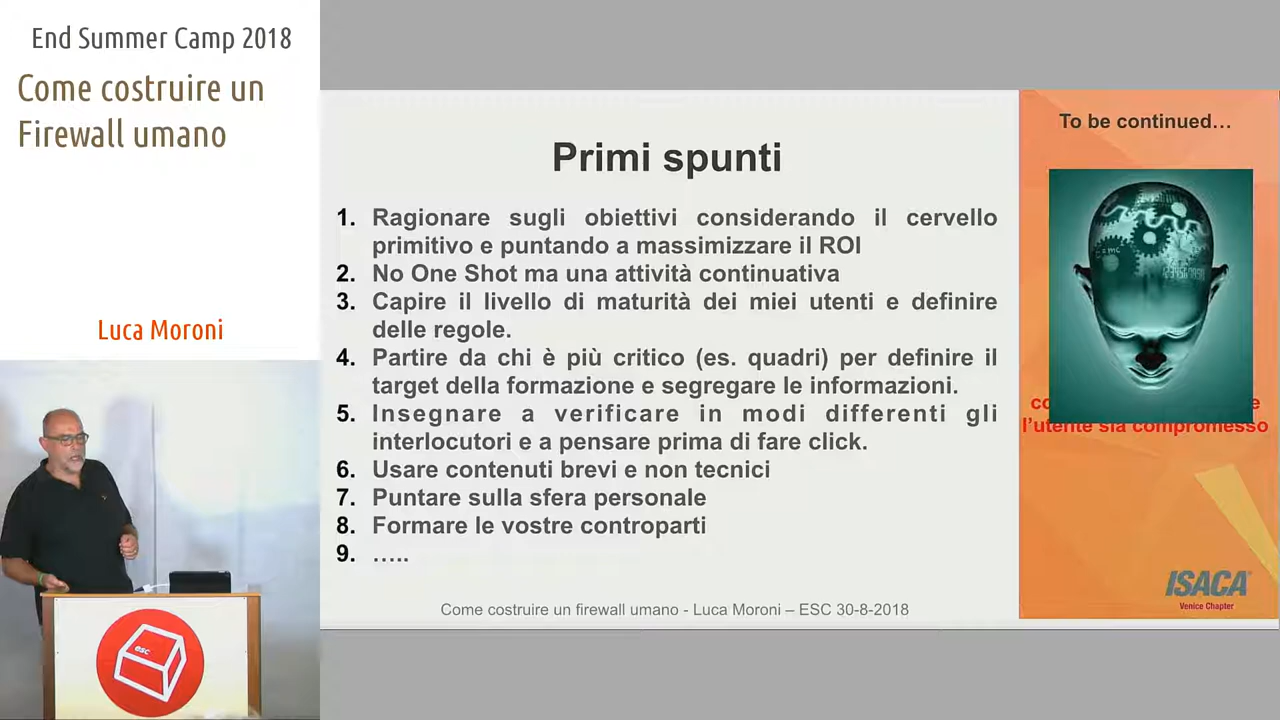 End Summer Camp 2018
Come costruire un
Firewall umano
Luca Moroni
esc
Primi spunti
1. Ragionare sugli obiettivi considerando il cervello
primitivo e puntando a massimizzare il ROI
2. No One Shot ma una attività continuativa
3. Capire il livello di maturità dei miei utenti e definire
delle regole.
4. Partire da chi è più critico (es. quadri) per definire il
target della formazione e segregare le informazioni.
5. Insegnare a verificare in modi differenti gli
interlocutori e a pensare prima di fare click.
6. Usare contenuti brevi e non tecnici
7. Puntare sulla sfera personale
8. Formare le vostre controparti
9. …..
Come costruire un firewall umano - Luca Moroni – ESC 30-8-2018
To be continued…
l'utente sia compromesso
ISACA®
Venice Chapter